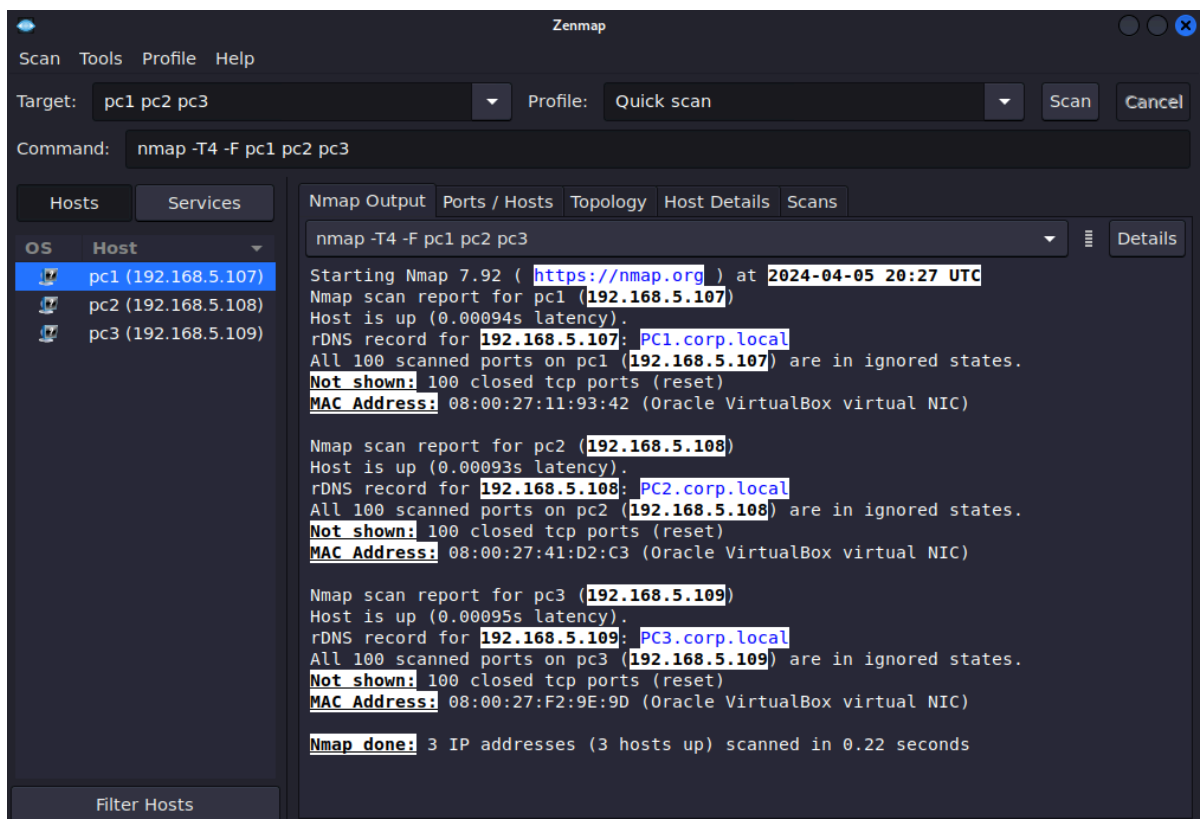 Zenmap
Scan Tools Profile Help
Target: pc1 pc2 pc3 Profile: Quick scan Scan Cancel
Command: nmap -T4 -F pc1 pc2 pc3
Hosts Services
OS Host
pc1 (192.168.5.107)
pc2 (192.168.5.108)
pc3 (192.168.5.109)
Filter Hosts
Nmap Output Ports / Hosts Topology Host Details Scans
nmap -T4 -F pc1 pc2 pc3 Details
Starting Nmap 7.92 ( https://nmap.org ) at 2024-04-05 20:27 UTC
Nmap scan report for pc1 (192.168.5.107)
Host is up (0.00094s latency).
rDNS record for 192.168.5.107: PC1.corp.local
All 100 scanned ports on pc1 (192.168.5.107) are in ignored states.
Not shown: 100 closed tcp ports (reset)
MAC Address: 08:00:27:11:93:42 (Oracle VirtualBox virtual NIC)
Nmap scan report for pc2 (192.168.5.108)
Host is up (0.00093s latency).
rDNS record for 192.168.5.108: PC2.corp.local
All 100 scanned ports on pc2 (192.168.5.108) are in ignored states.
Not shown: 100 closed tcp ports (reset)
MAC Address: 08:00:27:41:D2:C3 (Oracle VirtualBox virtual NIC)
Nmap scan report for pc3 (192.168.5.109)
Host is up (0.00095s latency).
rDNS record for 192.168.5.109: PC3.corp.local
All 100 scanned ports on pc3 (192.168.5.109) are in ignored states.
Not shown: 100 closed tcp ports (reset)
MAC Address: 08:00:27:F2:9E:9D (Oracle VirtualBox virtual NIC)
Nmap done: 3 IP addresses (3 hosts up) scanned in 0.22 seconds